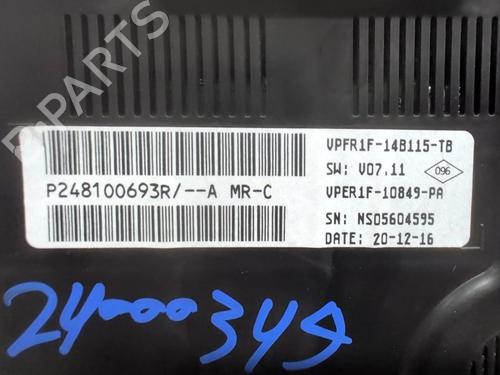 B-PARTS
P248100693R/--A MR-C
VPFR1F-14B115-TB
SW: V07.11
096
VPER1F-10849-PA
SN: NS05604595
DATE: 20-12-16
24000349